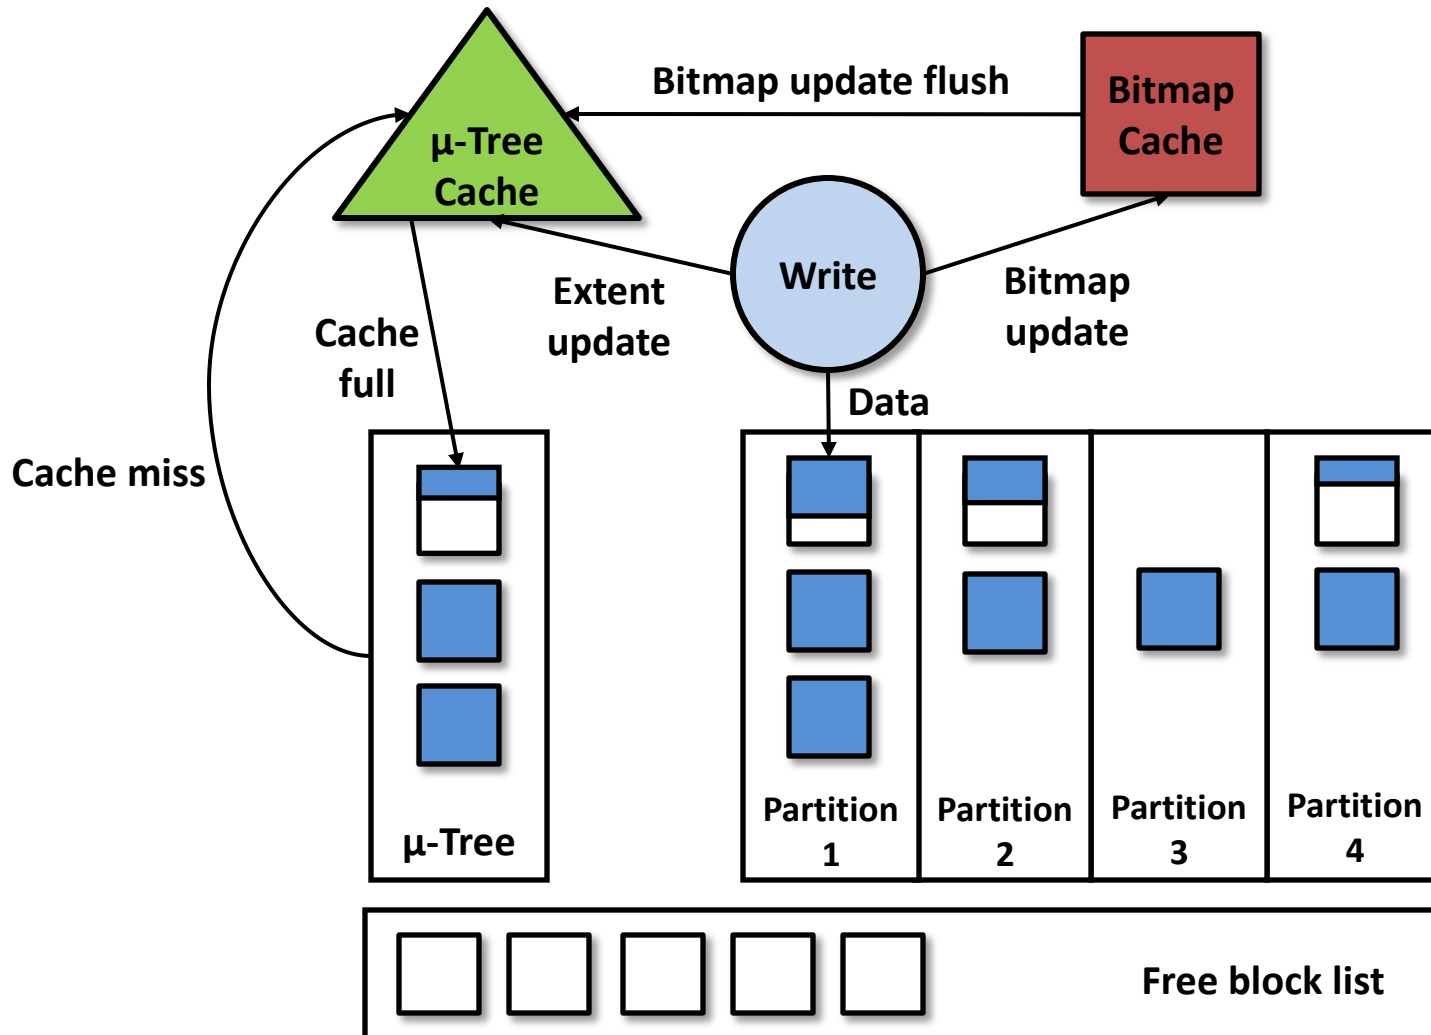 Bitmap update flush
Bitmap
Cache
μ-Tree
Cache
Write
Extent
update
Bitmap
update
Cache
full
Data
Cache miss
μ-Tree
Partition
1
Partition
2
Partition
3
Partition
4
Free block list